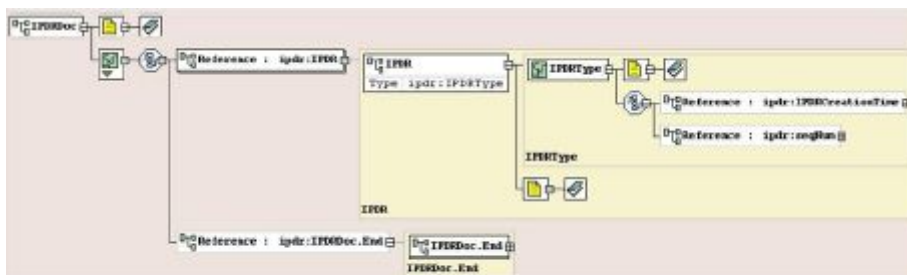 IPDRDoc
Reference : ipdr:IPDR
IPDR
Type ipdr:IPDRType
IPDRType
Reference : ipdr:IPDRCreationTime
Reference : ipdr:seqNum
IPDRType
IPDR
Reference : ipdr:IPDRDoc.End
IPDRDoc.End
IPDRDoc.End